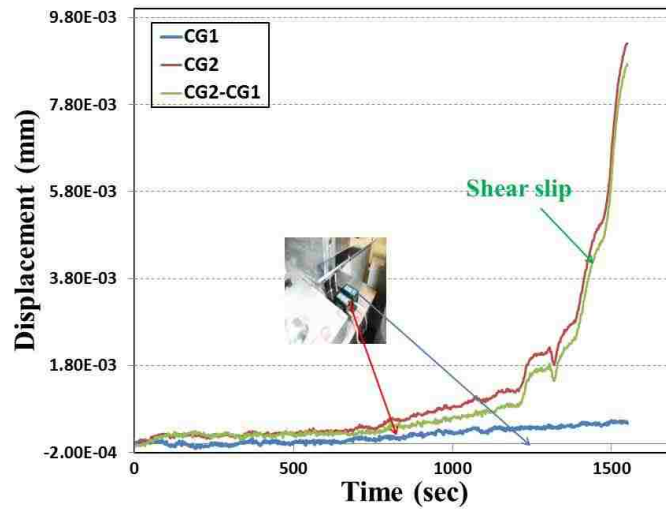 9.80E-03
CG1
CG2
CG2-CG1
7.80E-03
5.80E-03
Shear slip
3.80E-03
1.80E-03
-2.00E-04
0
500
1000
1500
Displacement (mm)
Time (sec)